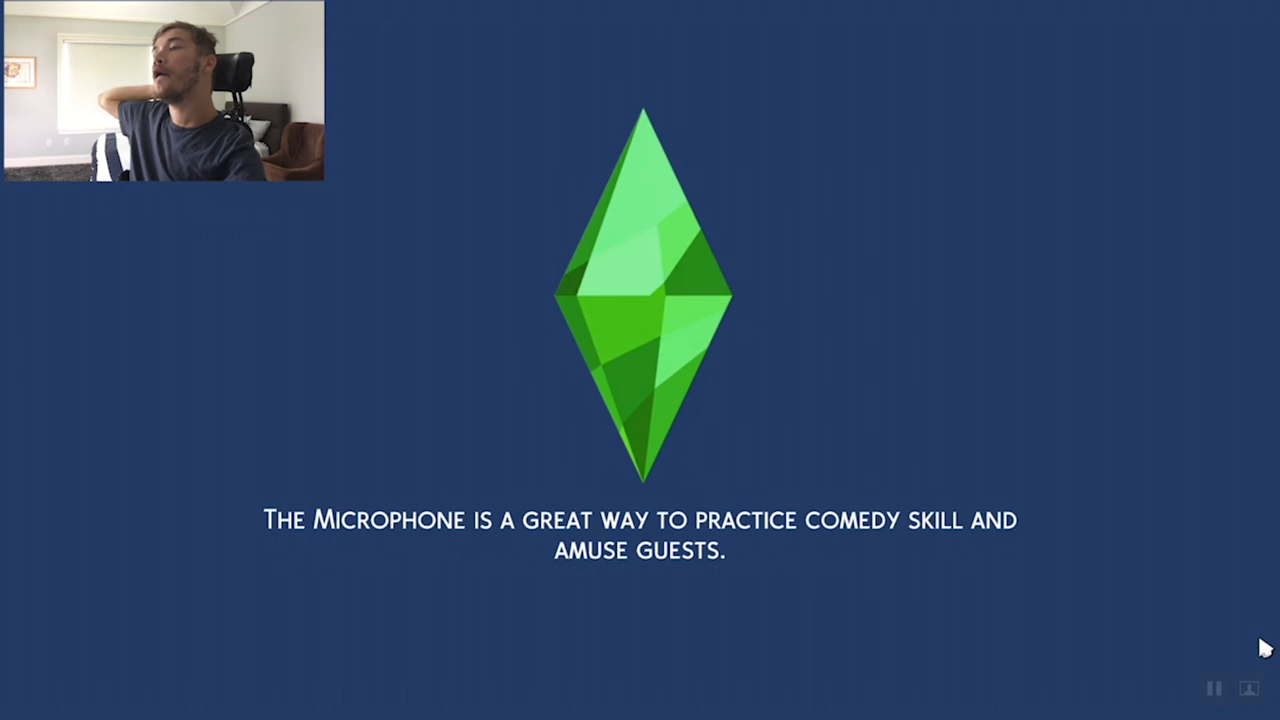 The Microphone is a great way to practice comedy skill and
amuse guests.